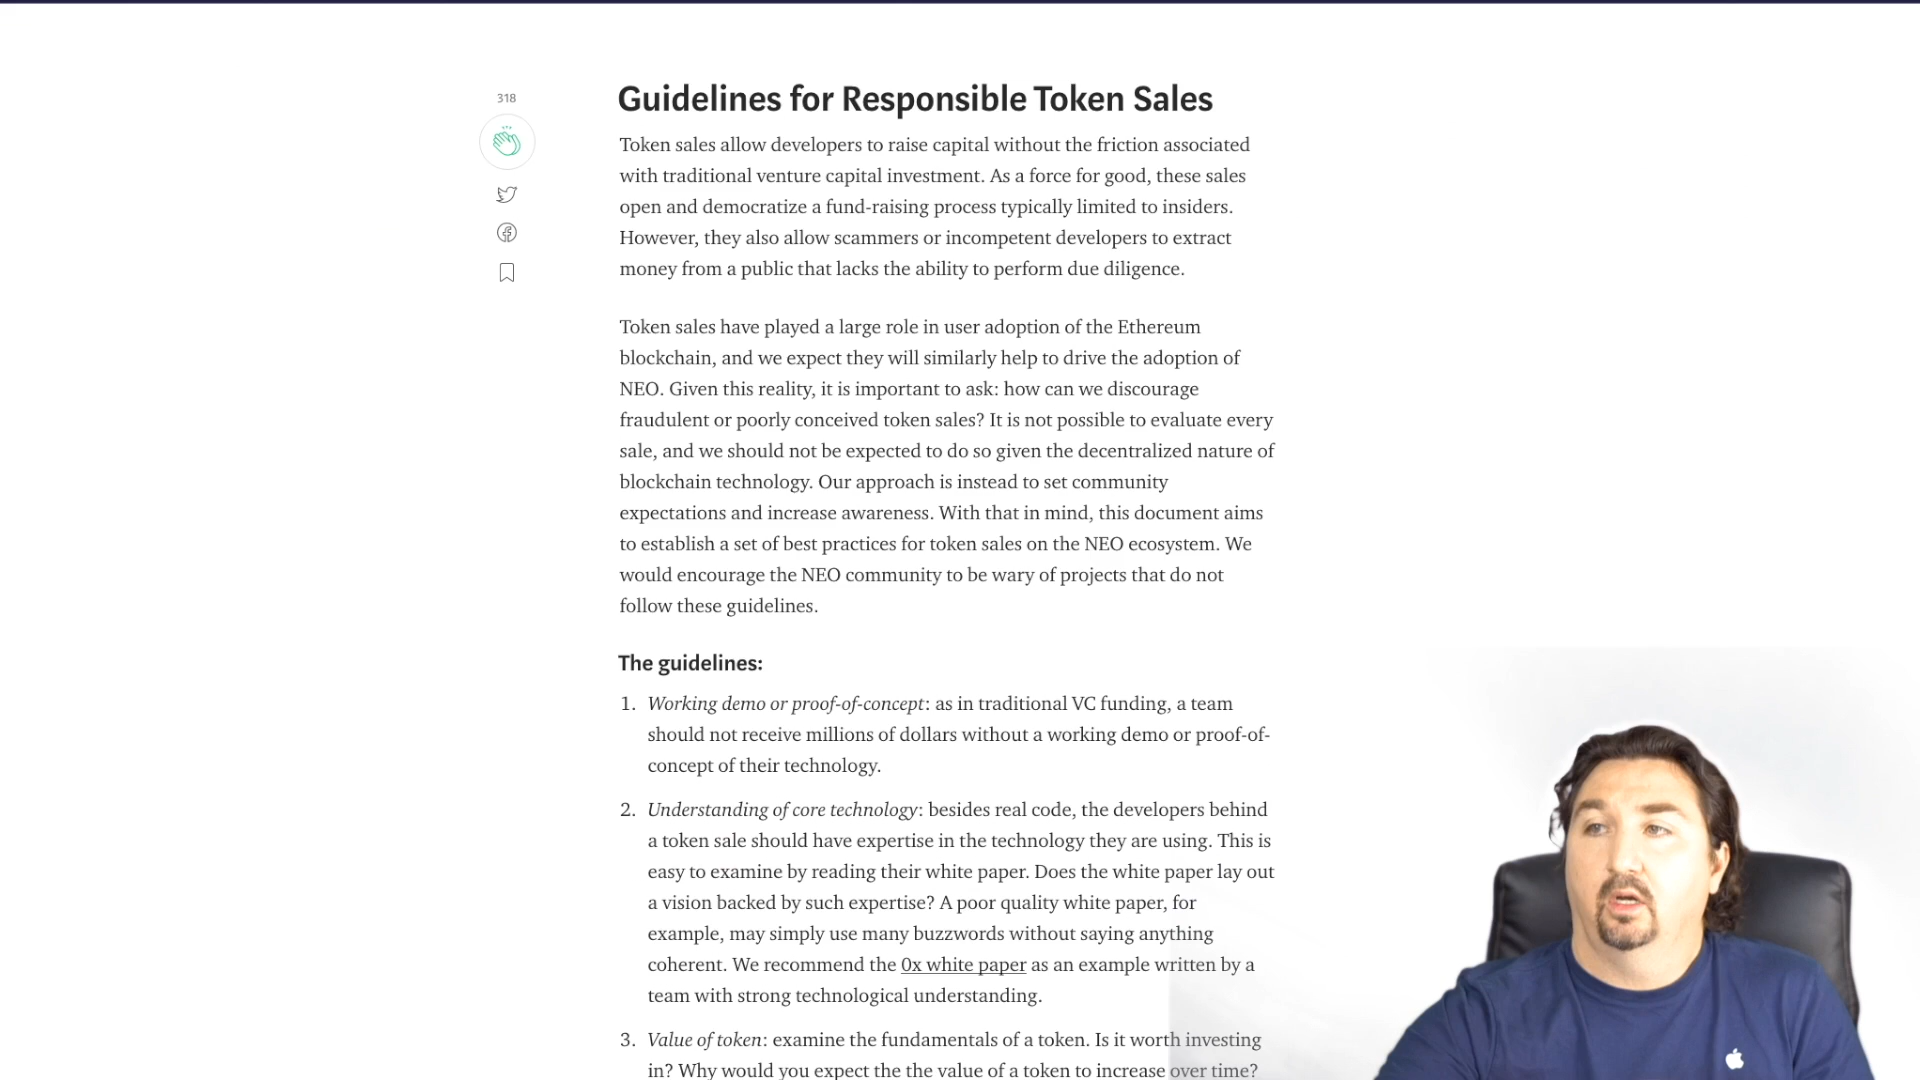 318
Guidelines for Responsible Token Sales
Token sales allow developers to raise capital without the friction associated
with traditional venture capital investment. As a force for good, these sales
open and democratize a fund-raising process typically limited to insiders.
However, they also allow scammers or incompetent developers to extract
money from a public that lacks the ability to perform due diligence.
Token sales have played a large role in user adoption of the Ethereum
blockchain, and we expect they will similarly help to drive the adoption of
NEO. Given this reality, it is important to ask: how can we discourage
fraudulent or poorly conceived token sales? It is not possible to evaluate every
sale, and we should not be expected to do so given the decentralized nature of
blockchain technology. Our approach is instead to set community
expectations and increase awareness. With that in mind, this document aims
to establish a set of best practices for token sales on the NEO ecosystem. We
would encourage the NEO community to be wary of projects that do not
follow these guidelines.
The guidelines:
1. Working demo or proof-of-concept: as in traditional VC funding, a team
should not receive millions of dollars without a working demo or proof-of-
concept of their technology.
2. Understanding of core technology: besides real code, the developers behind
a token sale should have expertise in the technology they are using. This is
easy to examine by reading their white paper. Does the white paper lay out
a vision backed by such expertise? A poor quality white paper, for
example, may simply use many buzzwords without saying anything
coherent. We recommend the 0x white paper as an example written by a
team with strong technological understanding.
3. Value of token: examine the fundamentals of a token. Is it worth investing
in? Why would you expect the the value of a token to increase over time?